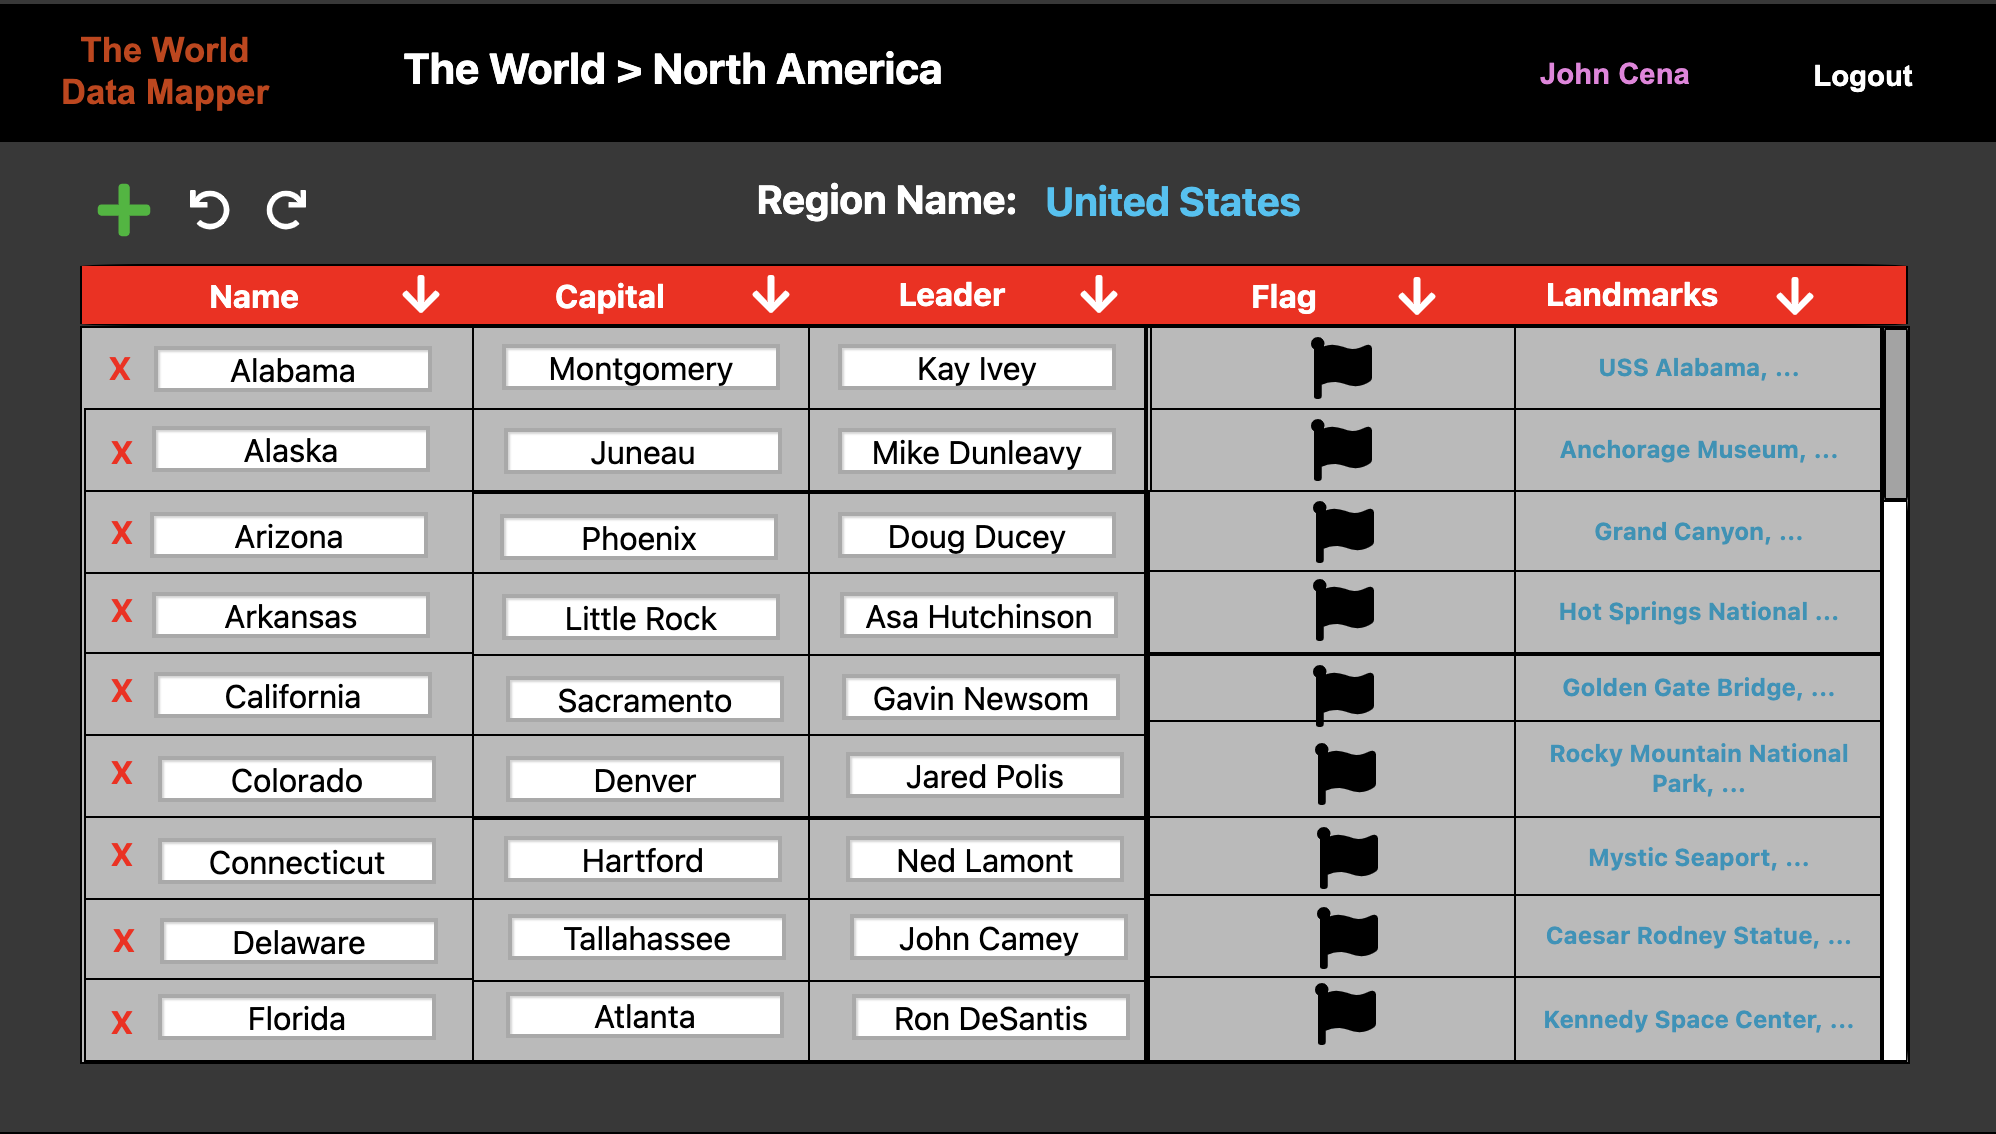 The World
Data Mapper
The World > North America
John Cena
Logout
Region Name: United States
Name Capital Leader Flag Landmarks
X Alabama Montgomery Kay Ivey USS Alabama, ...
X Alaska Juneau Mike Dunleavy Anchorage Museum, ...
X Arizona Phoenix Doug Ducey Grand Canyon, ...
X Arkansas Little Rock Asa Hutchinson Hot Springs National ...
X California Sacramento Gavin Newsom Golden Gate Bridge, ...
X Colorado Denver Jared Polis Rocky Mountain National
Park, ...
X Connecticut Hartford Ned Lamont Mystic Seaport, ...
X Delaware Tallahassee John Camey Caesar Rodney Statue, ...
X Florida Atlanta Ron DeSantis Kennedy Space Center, ...